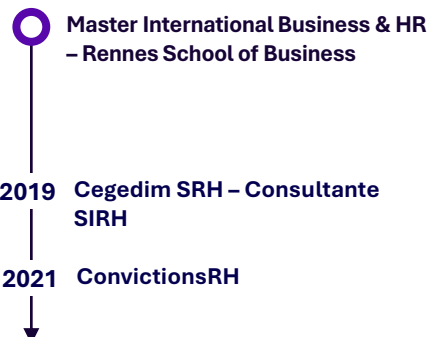 Master International Business & HR
– Rennes School of Business
2019 Cegedim SRH – Consultante
SIRH
2021 ConvictionsRH